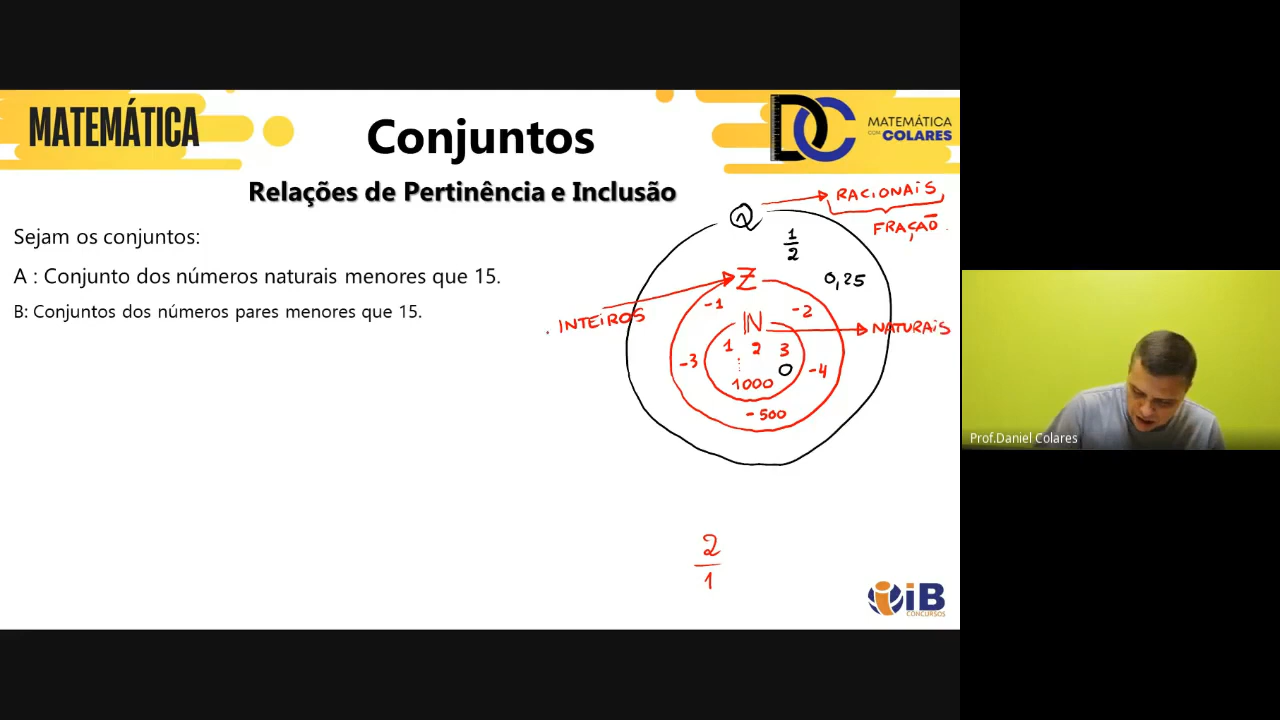 MATEMÁTICA
Conjuntos
DC
MATEMÁTICA
COM COLARES
Relações de Pertinência e Inclusão
Sejam os conjuntos:
A : Conjunto dos números naturais menores que 15.
B: Conjuntos dos números pares menores que 15.
Q
RACIONAIS
FRAÇÃO
1/2
0,25
Z
INTEIROS
-1
-2
IN
NATURAIS
1 2 3
-3
0
-4
1000
-500
2/1
iB
CONCURSOS
Prof.Daniel Colares